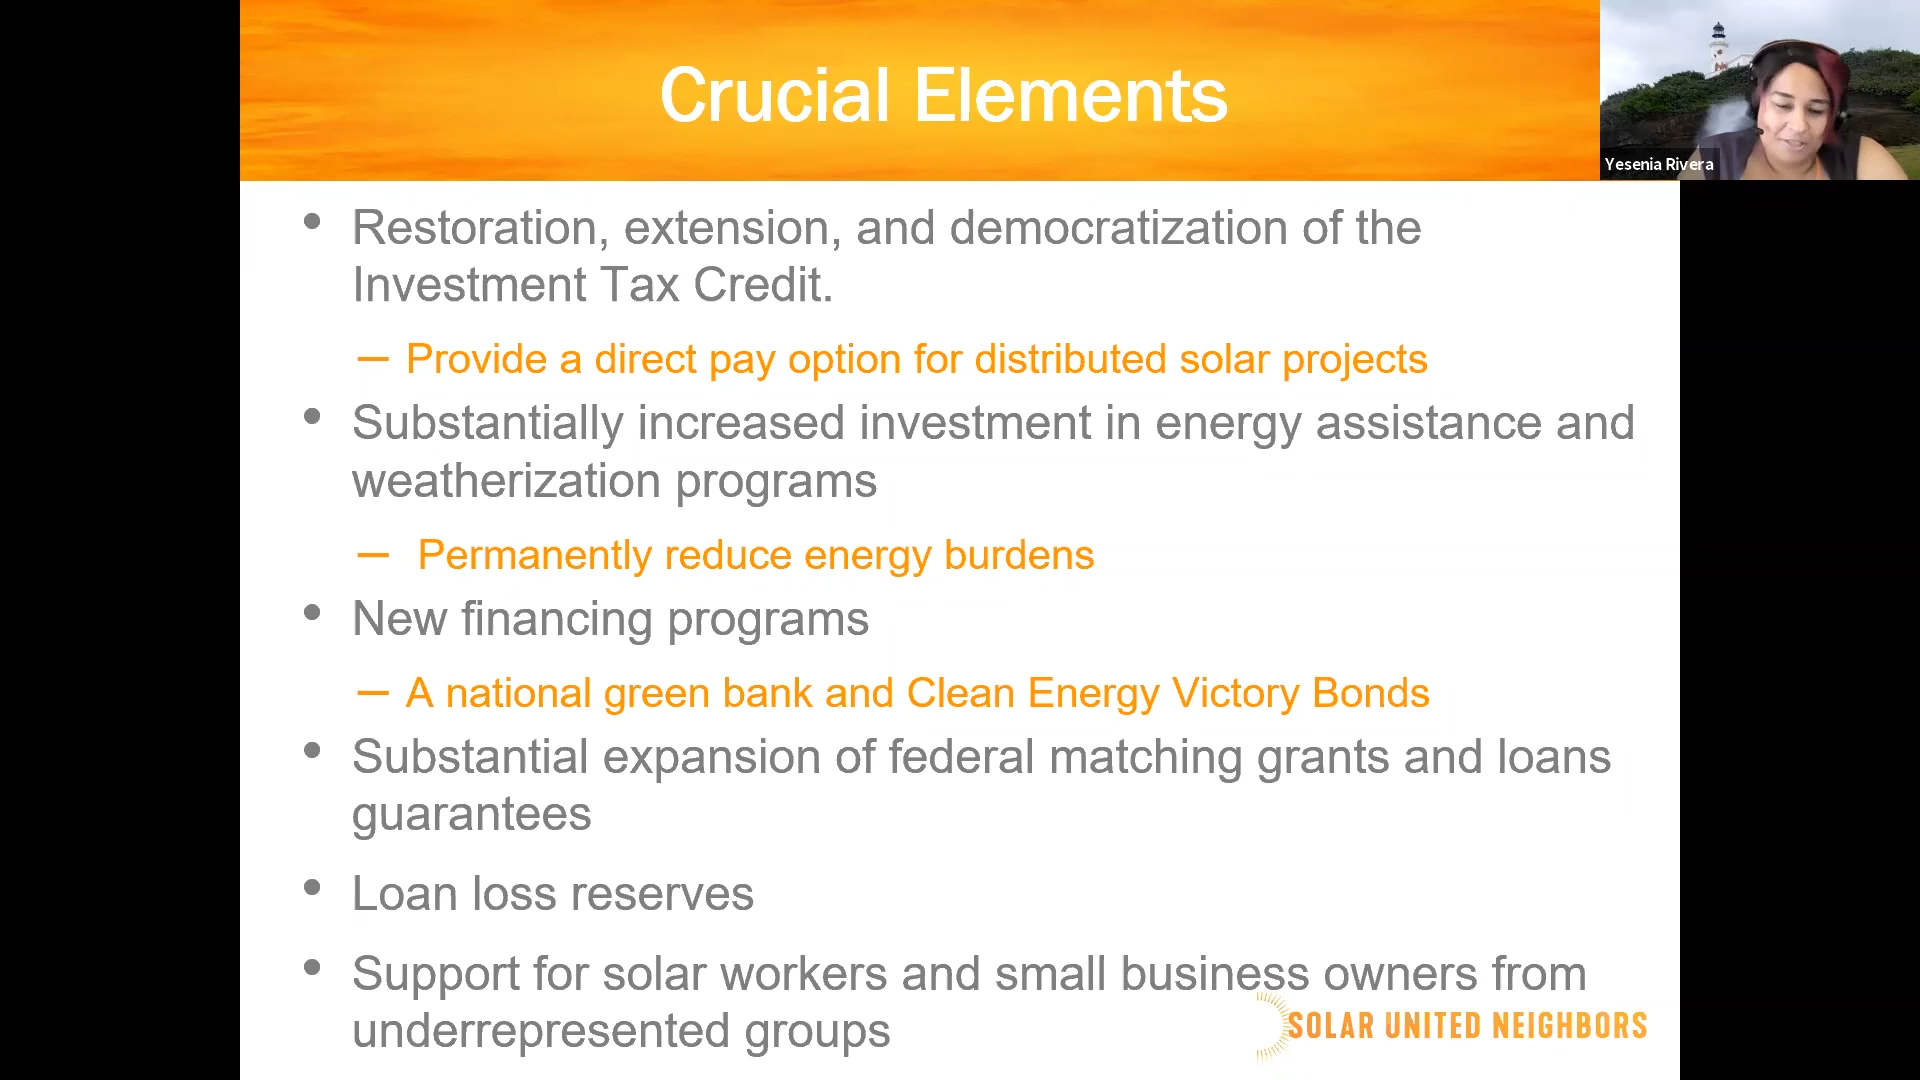 Crucial Elements
Yesenia Rivera
• Restoration, extension, and democratization of the
Investment Tax Credit.
— Provide a direct pay option for distributed solar projects
• Substantially increased investment in energy assistance and
weatherization programs
— Permanently reduce energy burdens
• New financing programs
— A national green bank and Clean Energy Victory Bonds
• Substantial expansion of federal matching grants and loans
guarantees
• Loan loss reserves
• Support for solar workers and small business owners from
underrepresented groups
SOLAR UNITED NEIGHBORS